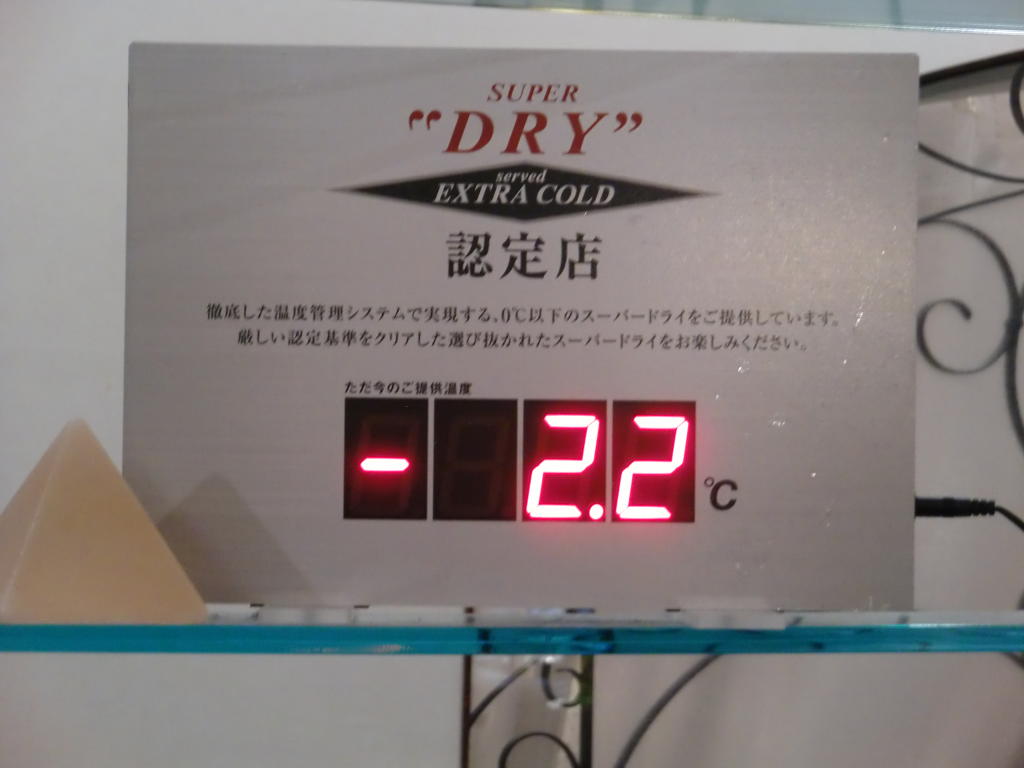 SUPER
"DRY"
served
EXTRA COLD
認定店
徹底した温度管理システムで実現する、0℃以下のスーパードライをご提供しています。
厳しい認定基準をクリアした選び抜かれたスーパードライをお楽しみください。
ただ今のご提供温度
-2.2 ℃